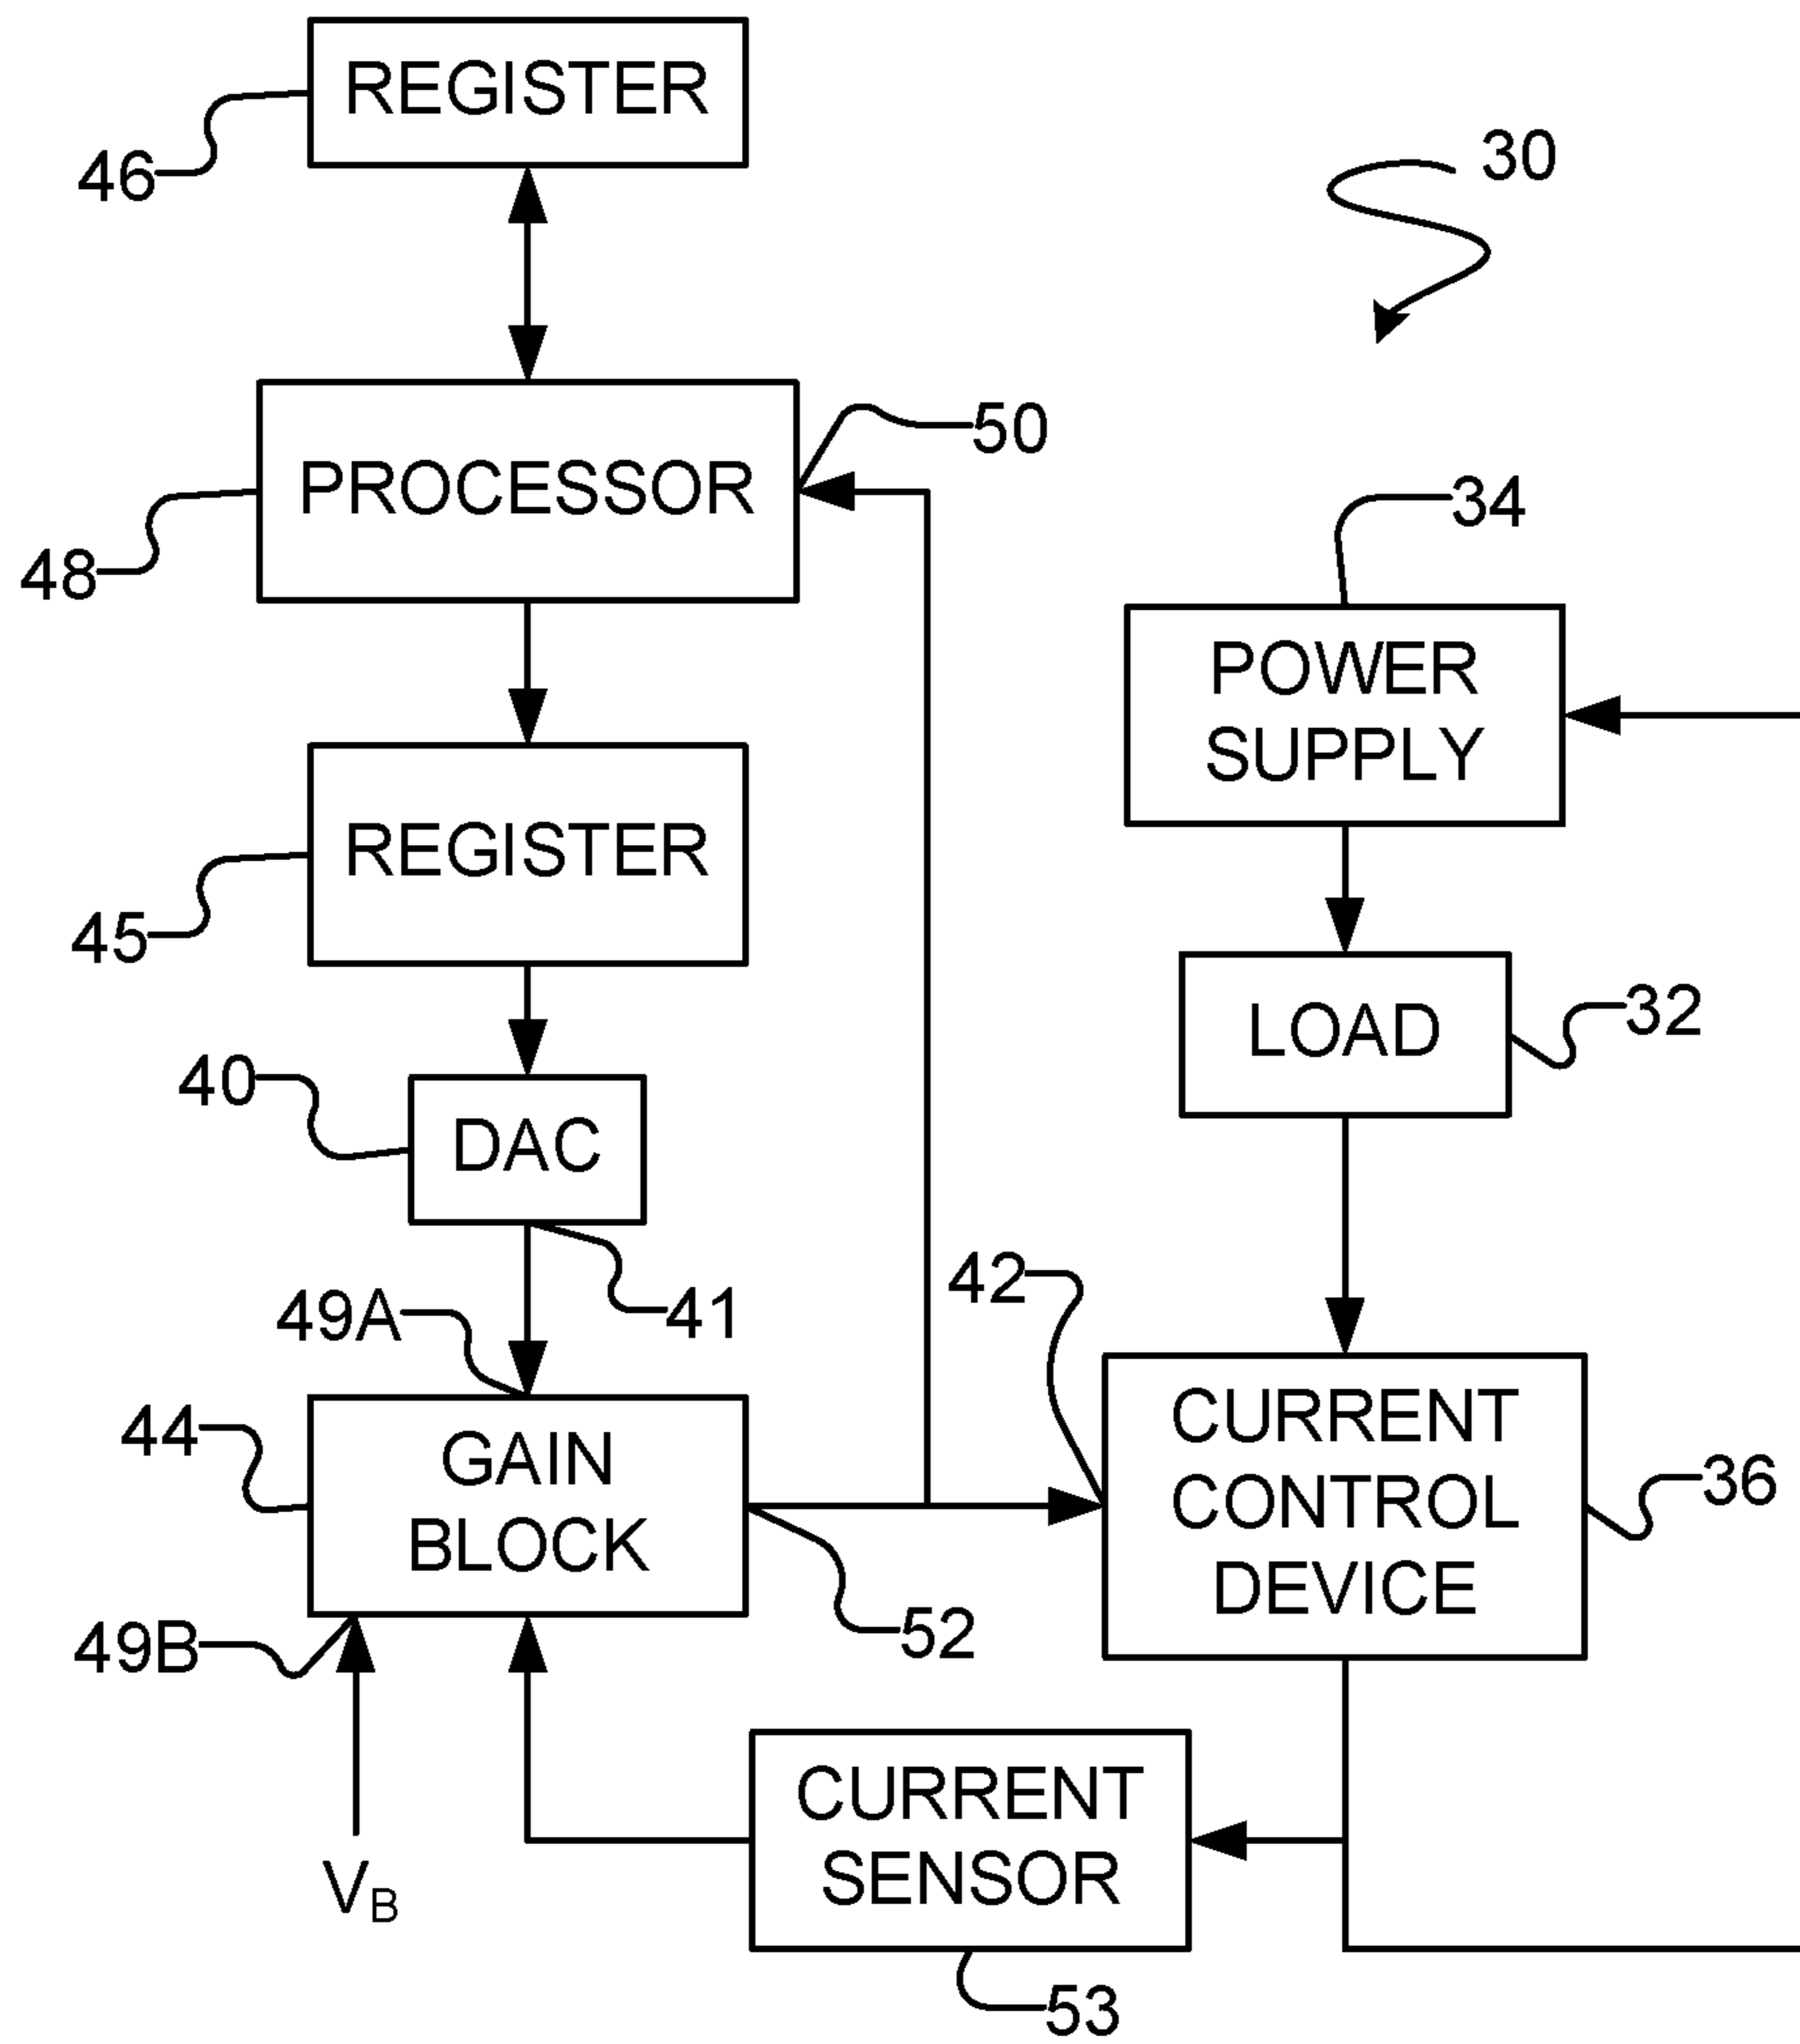 REGISTER
46
30
PROCESSOR
50
48
34
POWER
SUPPLY
REGISTER
45
LOAD
32
40
DAC
41
42
49A
44
GAIN
BLOCK
CURRENT
CONTROL
DEVICE
36
52
49B
VB
CURRENT
SENSOR
53